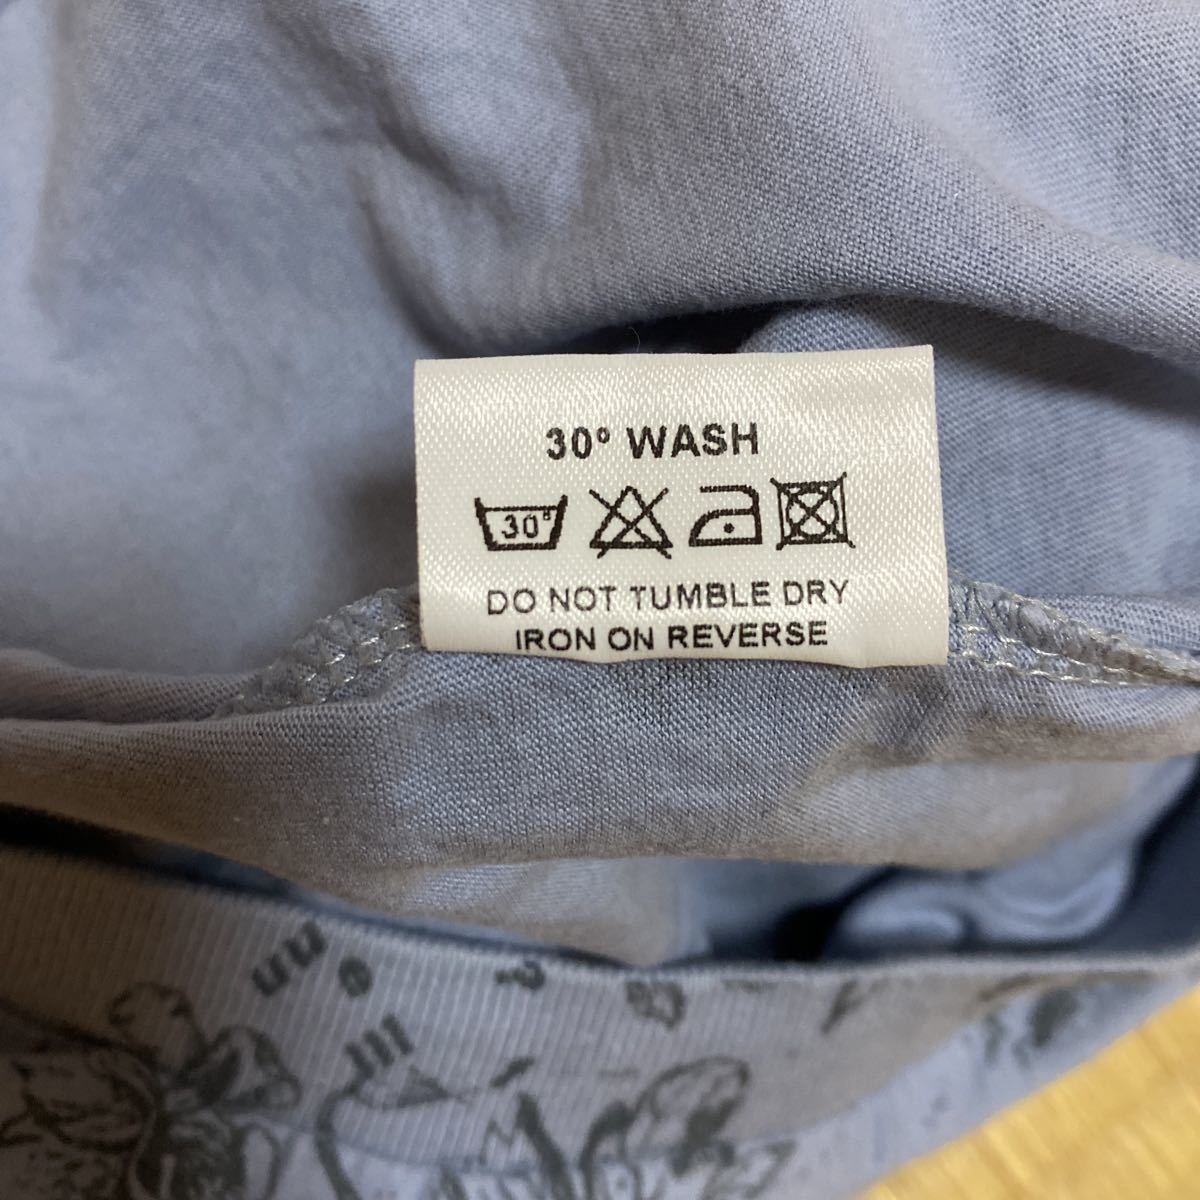 30° WASH
30°
DO NOT TUMBLE DRY
IRON ON REVERSE